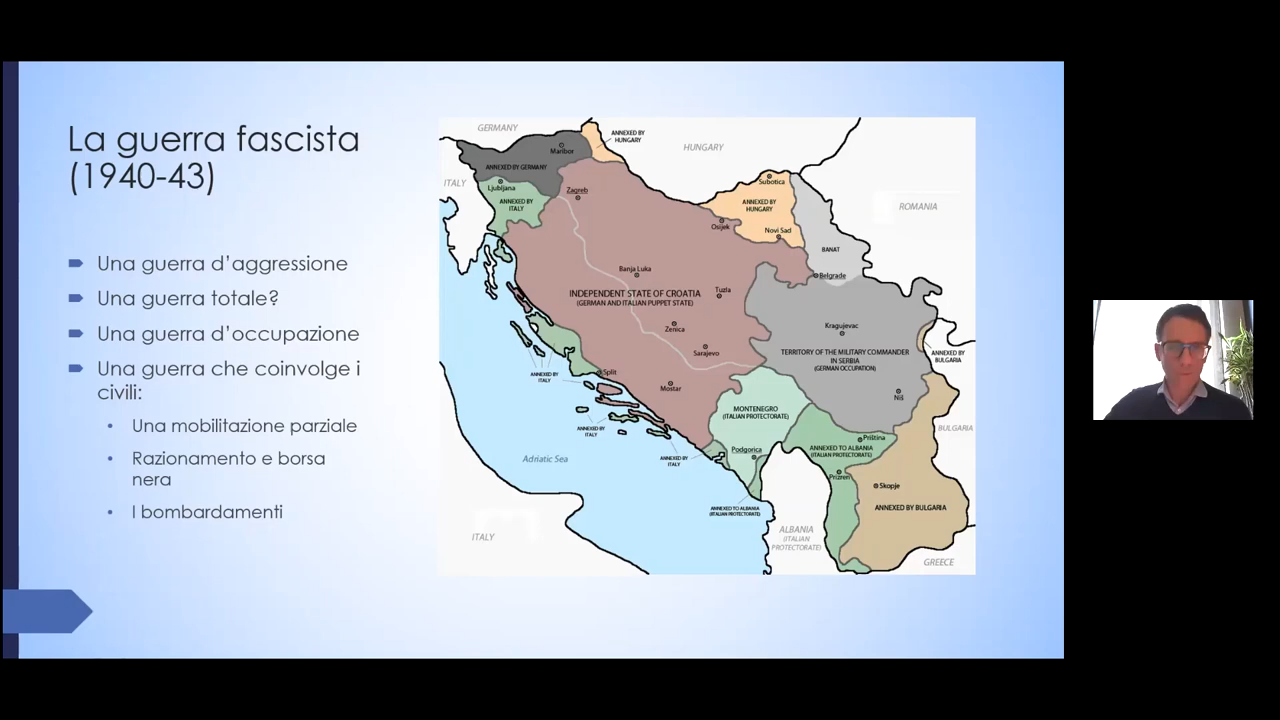 La guerra fascista
(1940-43)
Una guerra d'aggressione
Una guerra totale?
Una guerra d'occupazione
Una guerra che coinvolge i
civili:
Una mobilitazione parziale
Razionamento e borsa
nera
I bombardamenti
GERMANY
ANNEXED BY
HUNGARY
HUNGARY
Maribor
ANNEXED BY GERMANY
ITALY
Ljubljana
Zagreb
ANNEXED BY
ITALY
Subotica
ANNEXED BY
HUNGARY
ROMANIA
Osijek
Novi Sad
BANAT
Banja Luka
Belgrade
Tuzla
INDEPENDENT STATE OF CROATIA
(GERMAN AND ITALIAN PUPPET STATE)
Zenica
Kragujevac
Sarajevo
TERRITORY OF THE MILITARY COMMANDER
IN SERBIA
(GERMAN OCCUPATION)
ANNEXED BY
BULGARIA
ANNEXED BY
ITALY
Split
Mostar
Niš
MONTENEGRO
(ITALIAN PROTECTORATE)
ANNEXED BY
ITALY
BULGARIA
Priština
Podgorica
ANNEXED TO ALBANIA
(ITALIAN PROTECTORATE)
Adriatic Sea
ANNEXED BY
ITALY
Prizren
Skopje
ANNEXED TO ALBANIA
(ITALIAN PROTECTORATE)
ANNEXED BY BULGARIA
ITALY
ALBANIA
(ITALIAN
PROTECTORATE)
GREECE